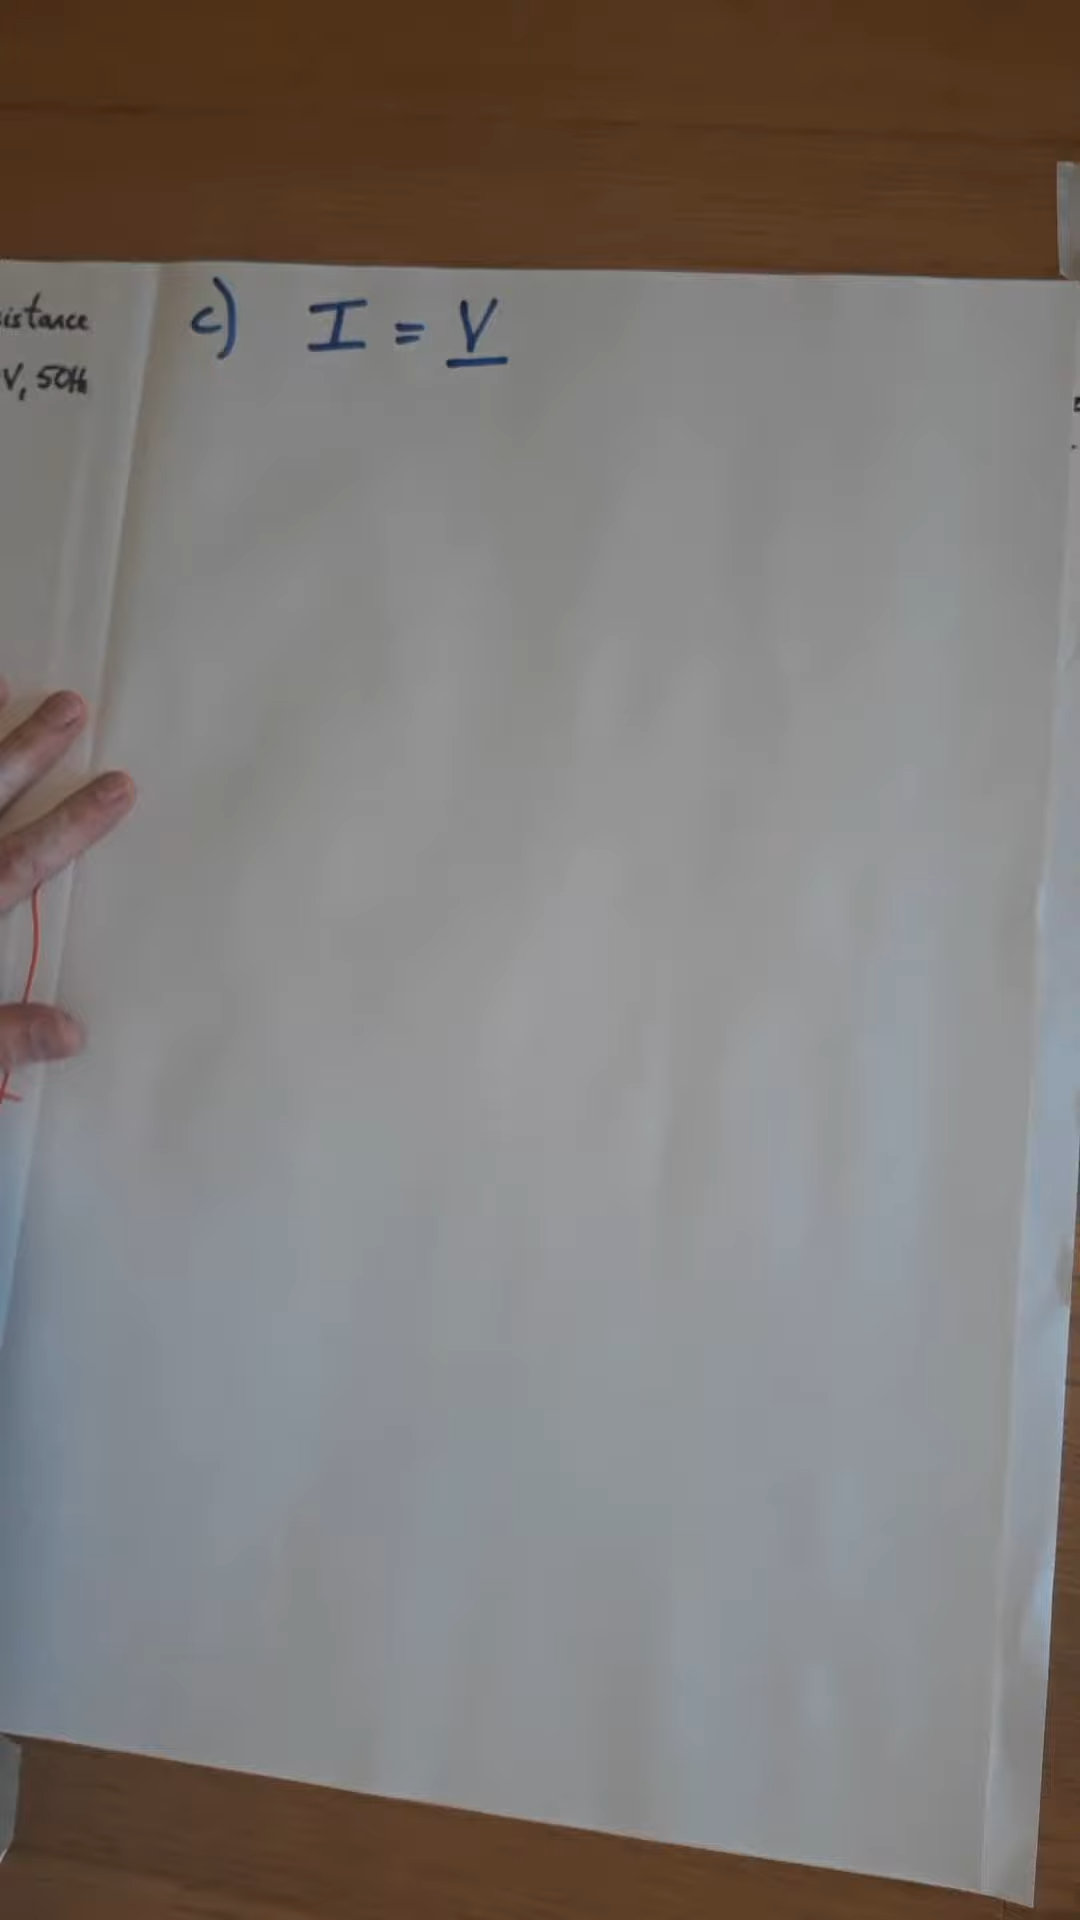 istance
V, 50Hz
c) I = V